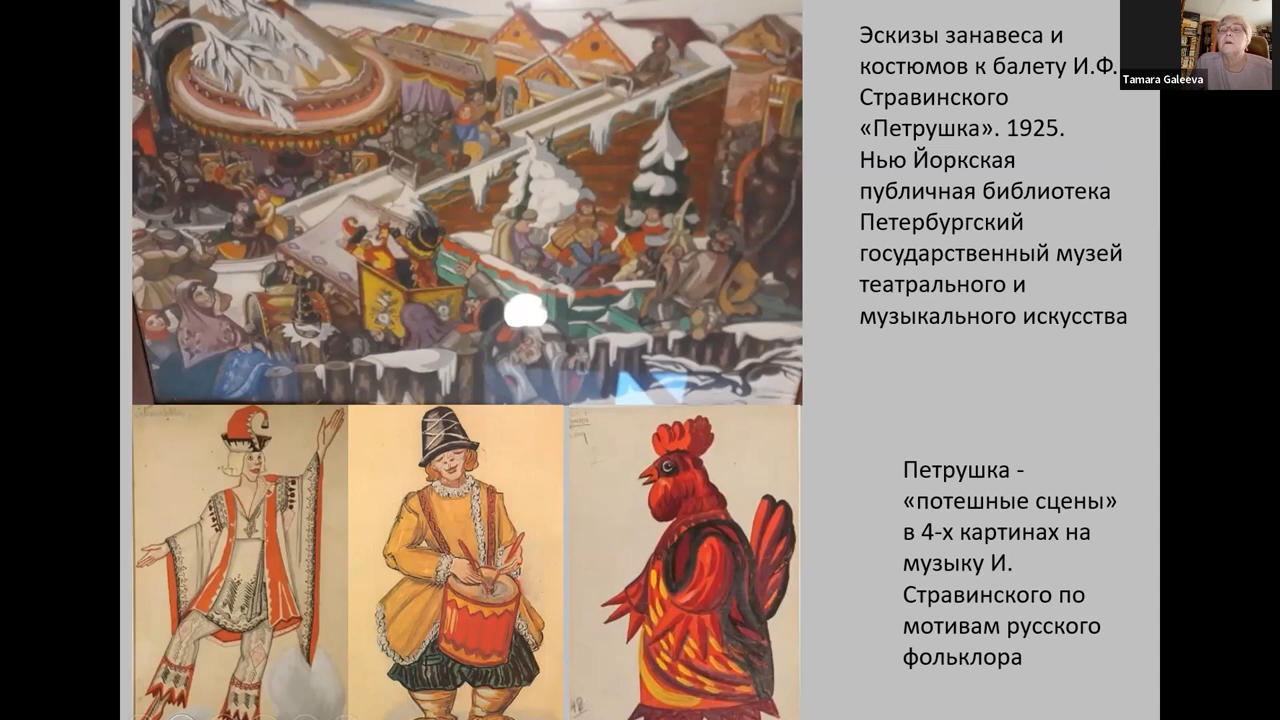 Эскизы занавеса и
костюмов к балету И.Ф.
Стравинского
«Петрушка». 1925.
Нью Йоркская
публичная библиотека
Петербургский
государственный музей
театрального и
музыкального искусства
Tamara Galeeva
Петрушка -
«потешные сцены»
в 4-х картинах на
музыку И.
Стравинского по
мотивам русского
фольклора